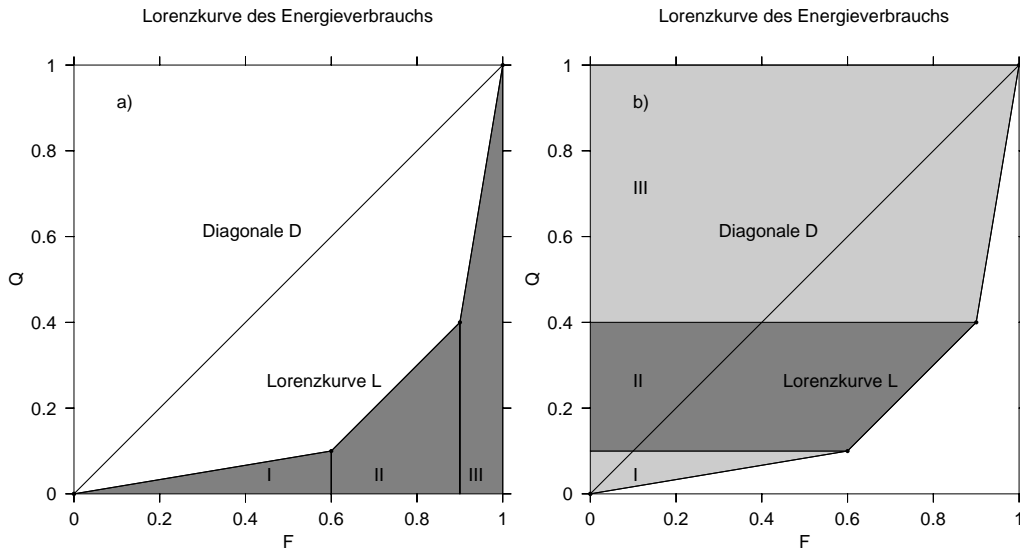 Lorenzkurve des Energieverbrauchs
a)
Diagonale D
Lorenzkurve L
I
II
III
Q
1
0.8
0.6
0.4
0.2
0
0 0.2 0.4 0.6 0.8 1
F
Lorenzkurve des Energieverbrauchs
b)
III
Diagonale D
II
Lorenzkurve L
I
Q
1
0.8
0.6
0.4
0.2
0
0 0.2 0.4 0.6 0.8 1
F